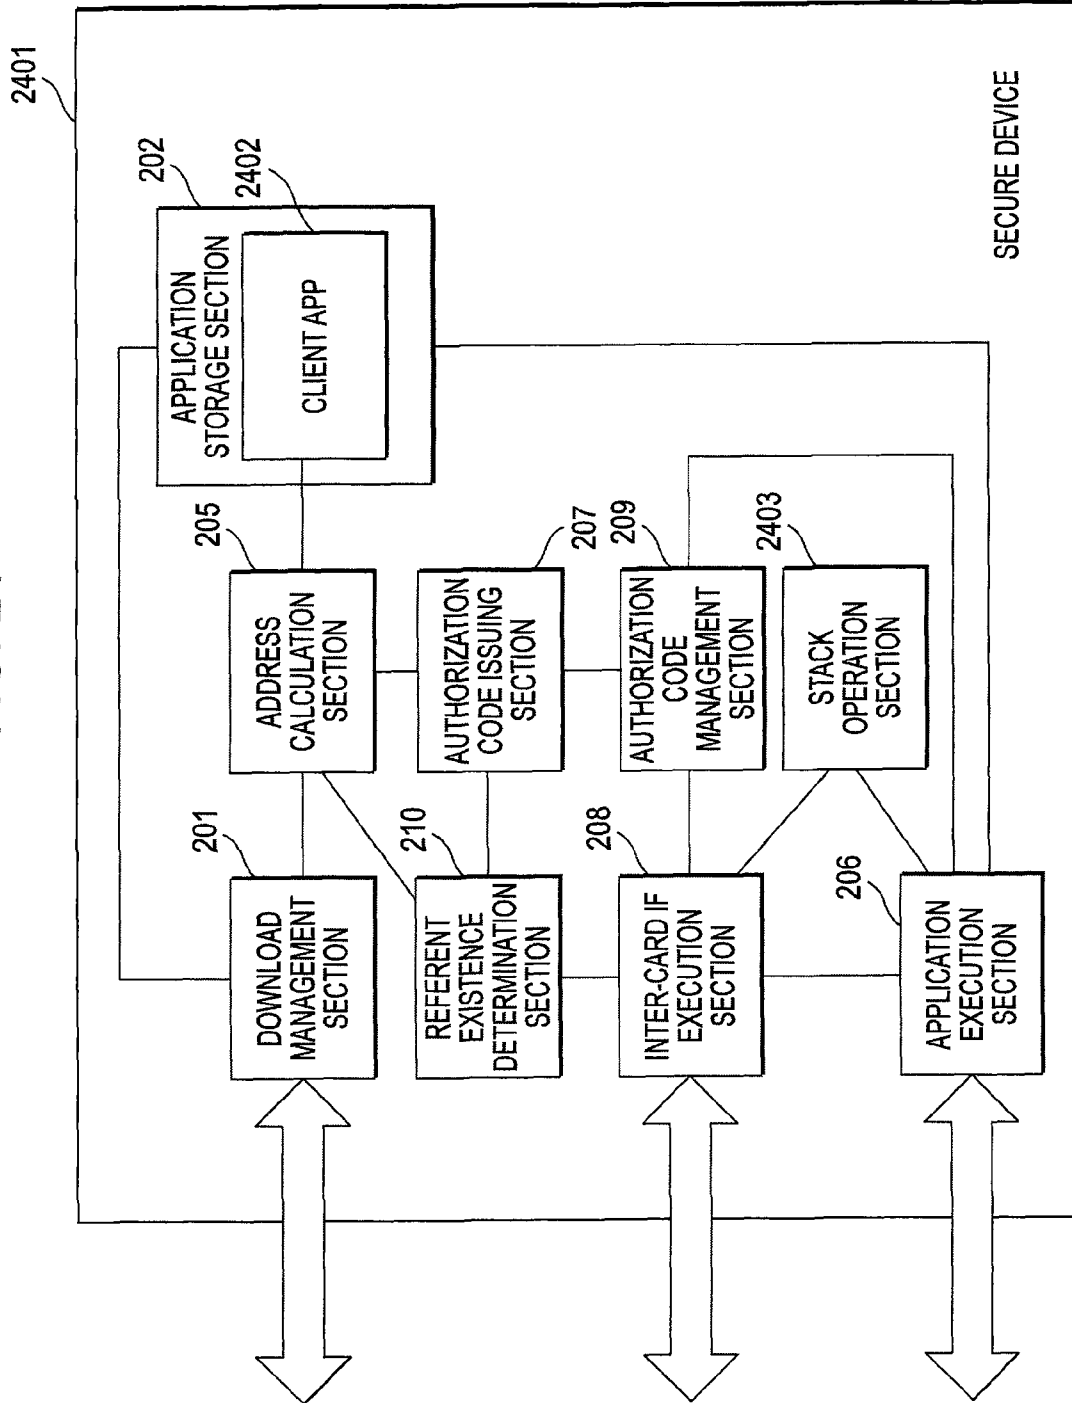 2401
202
APPLICATION
STORAGE SECTION
2402
CLIENT APP
205
ADDRESS
CALCULATION
SECTION
207
AUTHORIZATION
CODE ISSUING
SECTION
209
AUTHORIZATION
CODE
MANAGEMENT
SECTION
2403
STACK
OPERATION
SECTION
201
DOWNLOAD
MANAGEMENT
SECTION
210
REFERENT
EXISTENCE
DETERMINATION
SECTION
208
INTER-CARD IF
EXECUTION
SECTION
206
APPLICATION
EXECUTION
SECTION
SECURE DEVICE